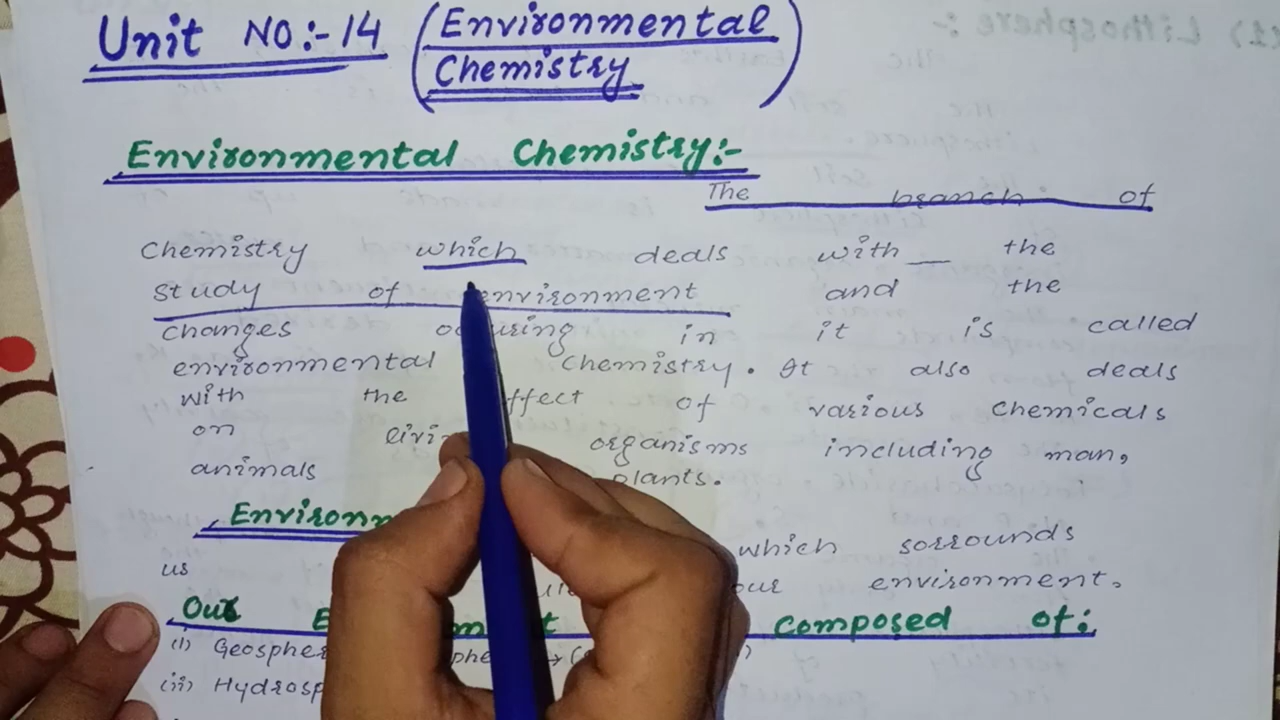 Unit NO:- 14 (Environmental
Chemistry)
Environmental Chemistry:-
The branch of
Chemistry which deals with the
study of environment and the
changes in it is called
environmental Chemistry. It also deals
with the of various chemicals
on organisms including man,
animals plants.
which sorrounds
us our environment.
Our composed of:
(i)
(ii)